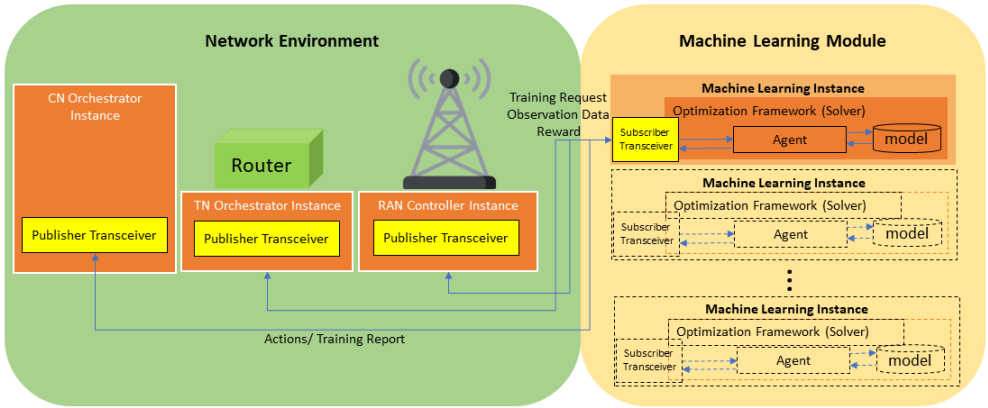 Network Environment
CN Orchestrator
Instance
Publisher Transceiver
Router
TN Orchestrator Instance
Publisher Transceiver
RAN Controller Instance
Publisher Transceiver
Training Request
Observation Data
Reward
Actions/ Training Report
Machine Learning Module
Machine Learning Instance
Optimization Framework (Solver)
Subscriber
Transceiver
Agent
model
Machine Learning Instance
Optimization Framework (Solver)
Subscriber
Transceiver
Agent
model
Machine Learning Instance
Optimization Framework (Solver)
Subscriber
Transceiver
Agent
model